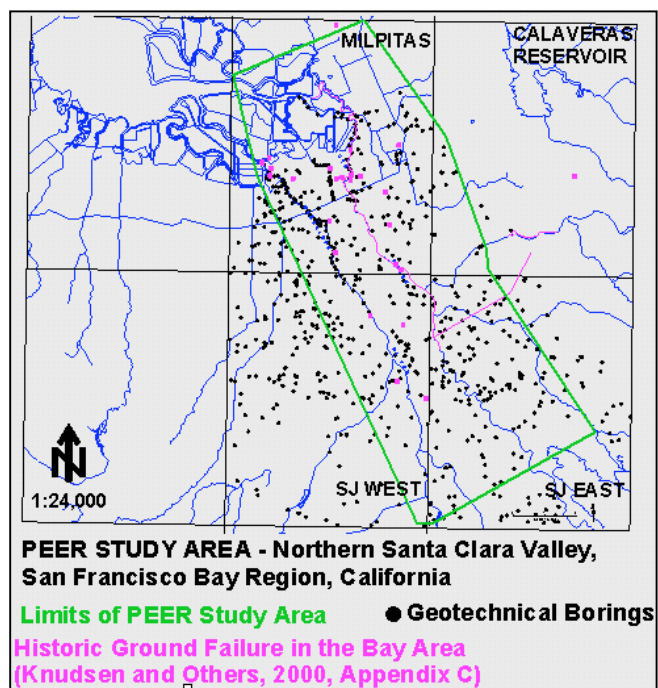 MILPITAS
CALAVERAS
RESERVOIR
N
1:24,000
SJ WEST
SJ EAST
PEER STUDY AREA - Northern Santa Clara Valley,
San Francisco Bay Region, California
Limits of PEER Study Area
Geotechnical Borings
Historic Ground Failure in the Bay Area
(Knudsen and Others, 2000, Appendix C)